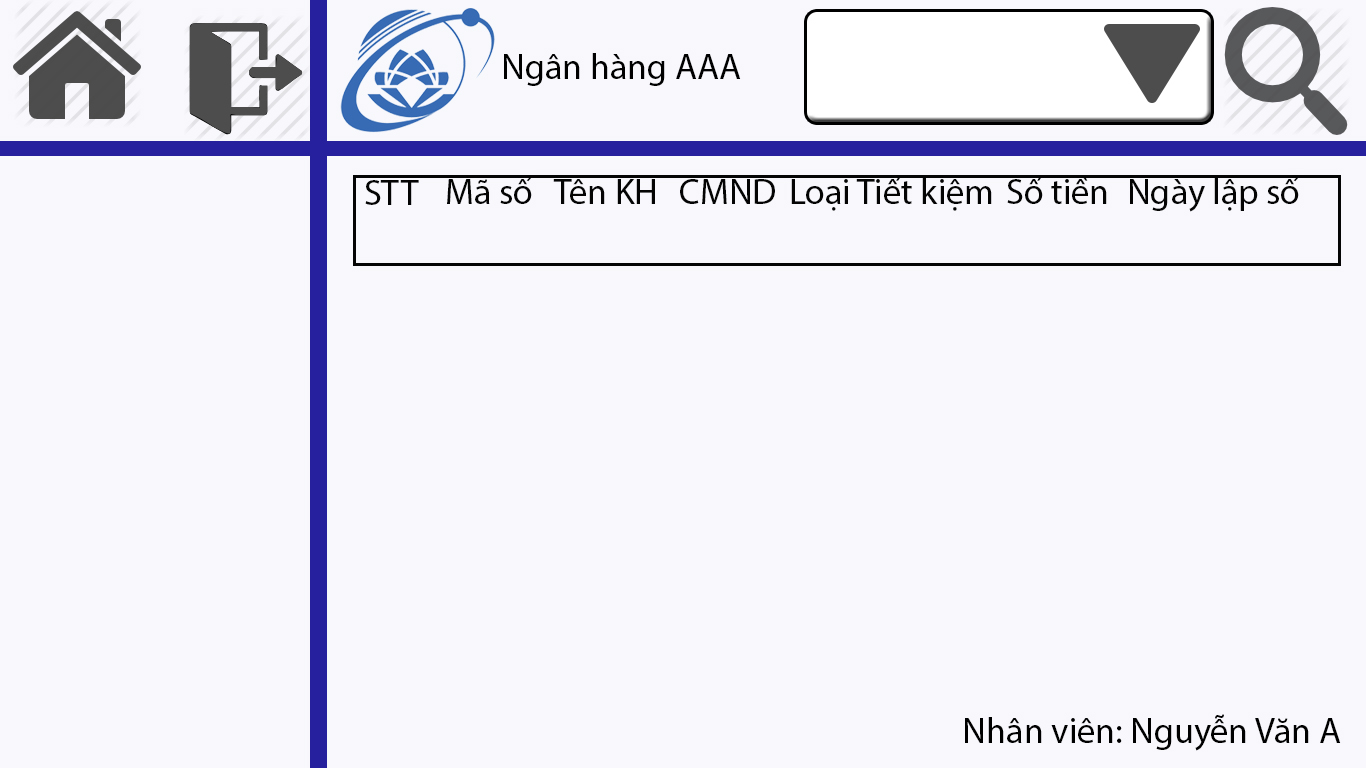 Ngân hàng AAA
STT Mã số Tên KH CMND Loại Tiết kiệm Số tiền Ngày lập số
Nhân viên: Nguyễn Văn A